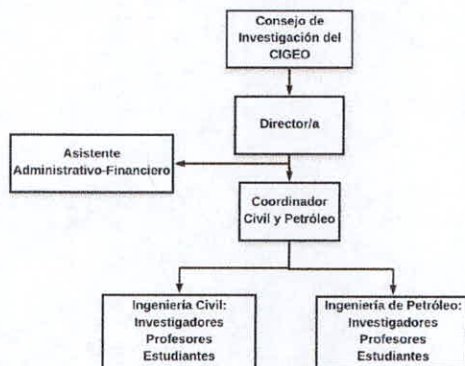 Consejo de
Investigación del
CIGEO
Director/a
Asistente
Administrativo-Financiero
Coordinador
Civil y Petróleo
Ingeniería Civil:
Investigadores
Profesores
Estudiantes
Ingeniería de Petróleo:
Investigadores
Profesores
Estudiantes